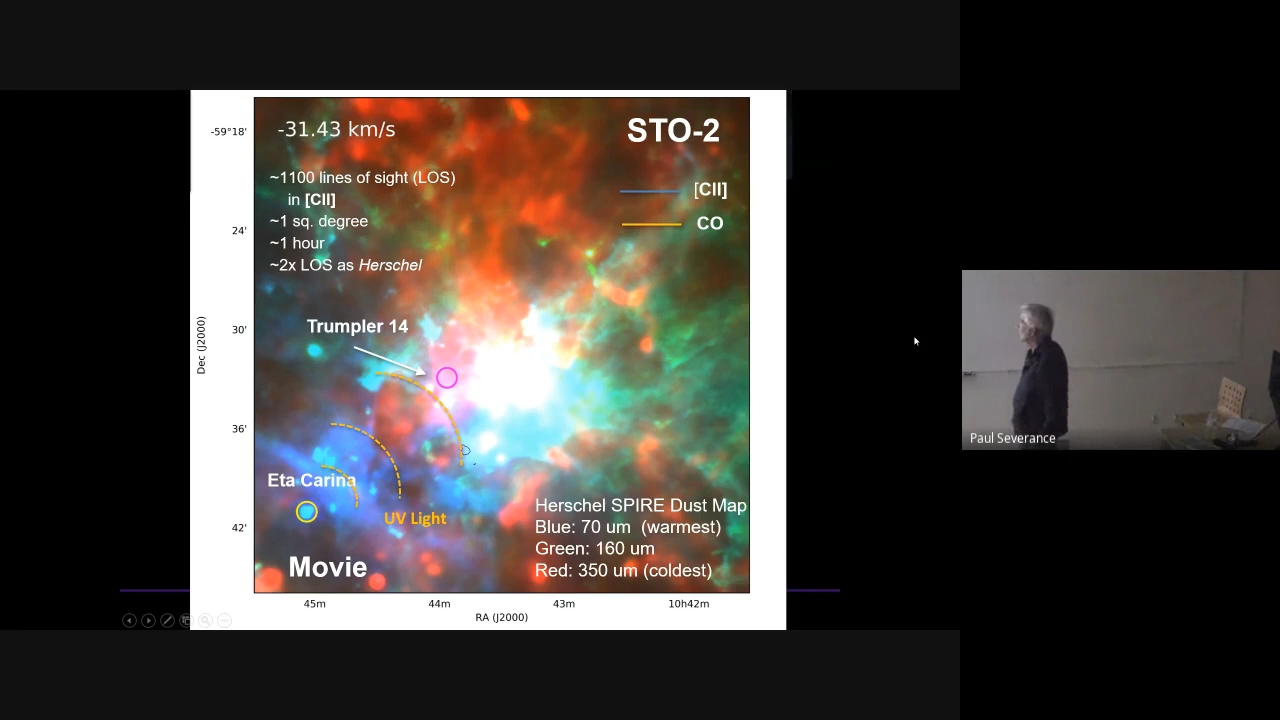 -31.43 km/s
STO-2
~1100 lines of sight (LOS)
in [CII]
~1 sq. degree
~1 hour
~2x LOS as Herschel
[CII]
CO
Trumpler 14
Eta Carina
UV Light
Movie
Herschel SPIRE Dust Map
Blue: 70 um (warmest)
Green: 160 um
Red: 350 um (coldest)
-59°18'
24'
30'
36'
42'
Dec (J2000)
45m
44m
43m
10h42m
RA (J2000)
Paul Severance